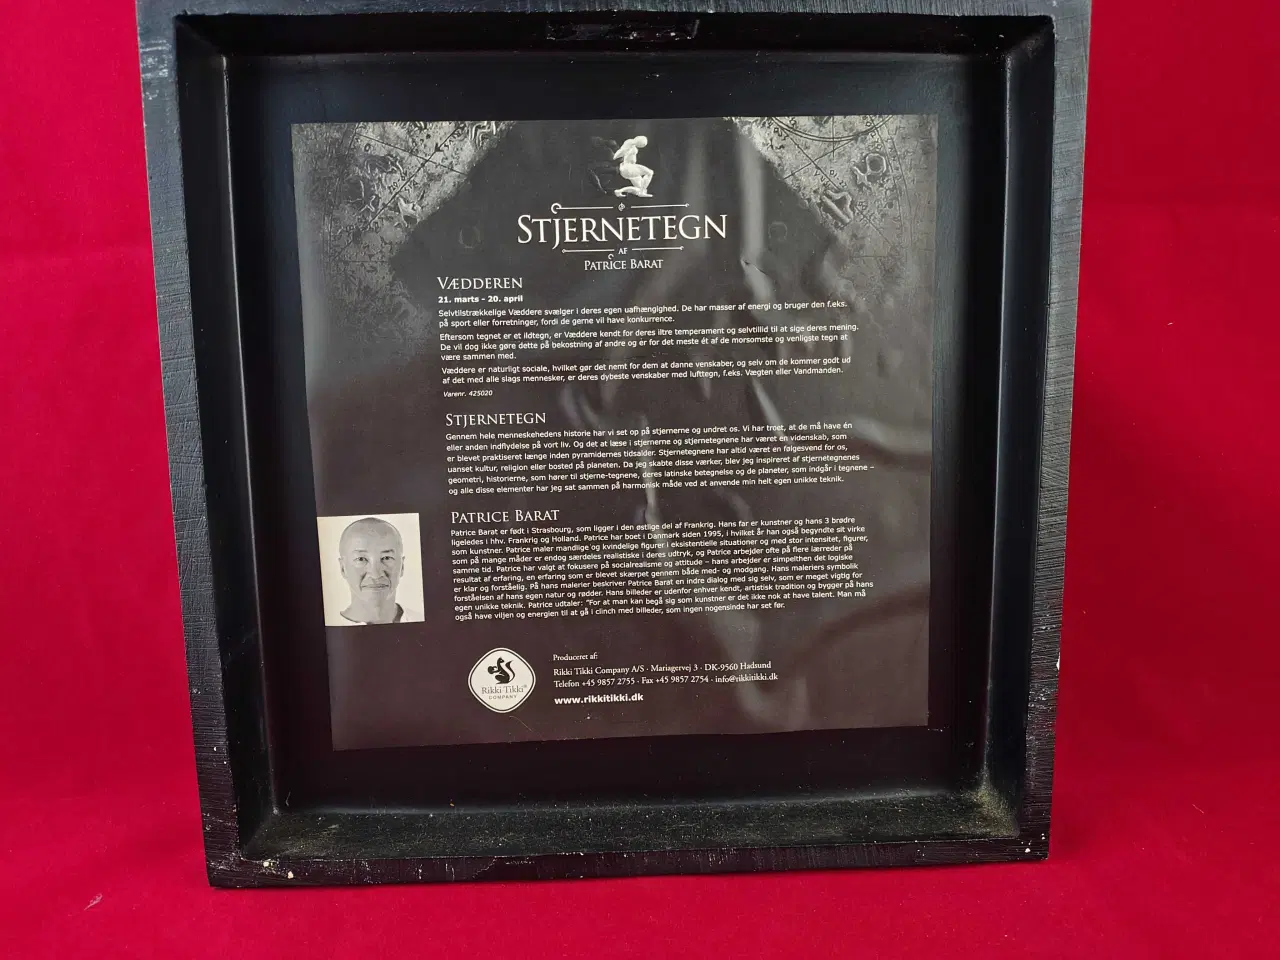 STJERNETEGN
AF
PATRICE BARAT
VÆDDEREN
21. marts - 20. april
Selvtilstrækkelige Væddere svælger i deres egen uafhængighed. De har masser af energi og bruger den f.eks.
på sport eller forretninger, fordi de gerne vil have konkurrence.
Eftersom tegnet er et ildtegn, er Væddere kendt for deres iltre temperament og selvtillid til at sige deres mening.
De vil dog ikke gøre dette på bekostning af andre og er for det meste ét af de morsomste og venligste tegn at
være sammen med.
Væddere er naturligt sociale, hvilket gør det nemt for dem at danne venskaber, og selv om de kommer godt ud
af det med alle slags mennesker, er deres dybeste venskaber med lufttegn, f.eks. Vægten eller Vandmanden.
Varenr. 425020
STJERNETEGN
Gennem hele menneskehedens historie har vi set op på stjernerne og undret os. Vi har troet, at de må have én
eller anden indflydelse på vort liv. Og det at læse i stjernerne og stjernetegnene har været en videnskab, som
er blevet praktiseret længe inden pyramidernes tidsalder. Stjernetegnene har altid været en følgesvend for os,
uanset kultur, religion eller bosted på planeten. Da jeg skabte disse værker, blev jeg inspireret af stjernetegnenes
geometri, historierne, som hører til stjerne-tegnene, deres latinske betegnelse og de planeter, som indgår i tegnene –
og alle disse elementer har jeg sat sammen på harmonisk måde ved at anvende min helt egen unikke teknik.
PATRICE BARAT
Patrice Barat er født i Strasbourg, som ligger i den østlige del af Frankrig. Hans far er kunstner og hans 3 brødre
ligeledes i hhv. Frankrig og Holland. Patrice har boet i Danmark siden 1995, i hvilket år han også begyndte sit virke
som kunstner. Patrice maler mandlige og kvindelige figurer i eksistentielle situationer og med stor intensitet, figurer,
som på mange måder er endog særdeles realistiske i deres udtryk, og Patrice arbejder ofte på flere lærreder på
samme tid. Patrice har valgt at fokusere på socialrealisme og attitude – hans arbejder er simpelthen det logiske
resultat af erfaring, en erfaring som er blevet skærpet gennem både med- og modgang. Hans maleriers symbolik
er klar og forståelig. På hans malerier beskriver Patrice Barat en indre dialog med sig selv, som er meget vigtig for
forståelsen af hans egen natur og rødder. Hans billeder er udenfor enhver kendt, artistisk tradition og bygger på hans
egen unikke teknik. Patrice udtaler: "For at man kan begå sig som kunstner er det ikke nok at have talent. Man må
også have viljen og energien til at gå i clinch med billeder, som ingen nogensinde har set før.
Rikki Tikki®
COMPANY
Produceret af:
Rikki Tikki Company A/S · Mariagervej 3 · DK-9560 Hadsund
Telefon +45 9857 2755 · Fax +45 9857 2754 · info@rikkitikki.dk
www.rikkitikki.dk